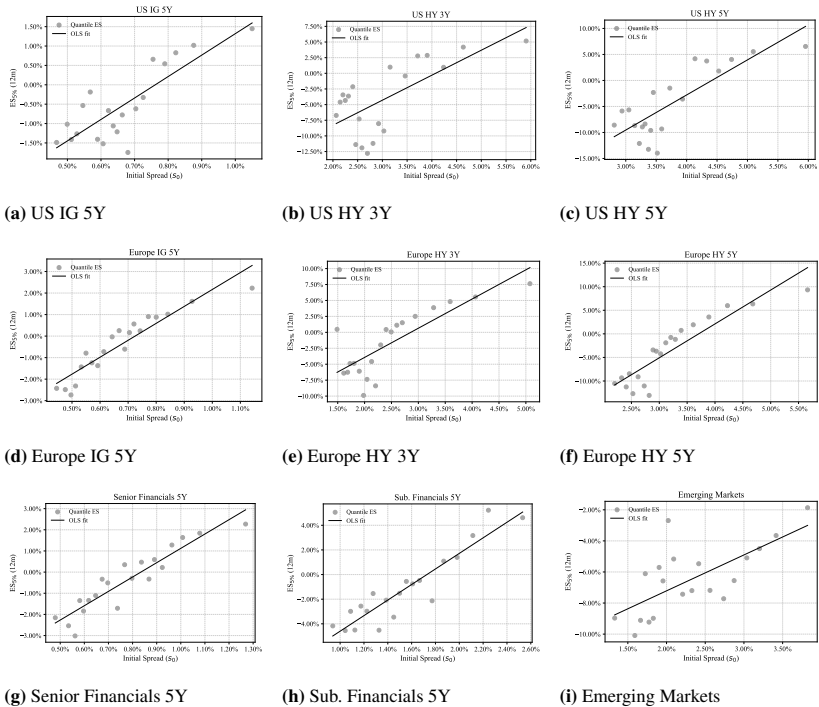 US IG 5Y
US HY 3Y
US HY 5Y
Quantile ES
OLS fit
Quantile ES
OLS fit
Quantile ES
OLS fit
1.50%
1.00%
0.50%
0.00%
−0.50%
−1.00%
−1.50%
7.50%
5.00%
2.50%
0.00%
−2.50%
−5.00%
−7.50%
−10.00%
−12.50%
10.00%
5.00%
0.00%
−5.00%
−10.00%
−15.00%
ES5% (12m)
ES5% (12m)
ES5% (12m)
0.50% 0.60% 0.70% 0.80% 0.90% 1.00%
2.00% 2.50% 3.00% 3.50% 4.00% 4.50% 5.00% 5.50% 6.00%
3.00% 3.50% 4.00% 4.50% 5.00% 5.50% 6.00%
Initial Spread (s0)
Initial Spread (s0)
Initial Spread (s0)
(a) US IG 5Y
(b) US HY 3Y
(c) US HY 5Y
Europe IG 5Y
Europe HY 3Y
Europe HY 5Y
Quantile ES
OLS fit
Quantile ES
OLS fit
Quantile ES
OLS fit
3.00%
2.00%
1.00%
0.00%
−1.00%
−2.00%
−3.00%
10.00%
7.50%
5.00%
2.50%
0.00%
−2.50%
−5.00%
−7.50%
−10.00%
15.00%
10.00%
5.00%
0.00%
−5.00%
−10.00%
ES5% (12m)
ES5% (12m)
ES5% (12m)
0.50% 0.60% 0.70% 0.80% 0.90% 1.00% 1.10%
1.50% 2.00% 2.50% 3.00% 3.50% 4.00% 4.50% 5.00%
2.50% 3.00% 3.50% 4.00% 4.50% 5.00% 5.50%
Initial Spread (s0)
Initial Spread (s0)
Initial Spread (s0)
(d) Europe IG 5Y
(e) Europe HY 3Y
(f) Europe HY 5Y
Senior Financials 5Y
Sub. Financials 5Y
Emerging Markets
Quantile ES
OLS fit
Quantile ES
OLS fit
Quantile ES
OLS fit
3.00%
2.00%
1.00%
0.00%
−1.00%
−2.00%
−3.00%
4.00%
2.00%
0.00%
−2.00%
−4.00%
−2.00%
−4.00%
−6.00%
−8.00%
−10.00%
ES5% (12m)
ES5% (12m)
ES5% (12m)
0.50% 0.60% 0.70% 0.80% 0.90% 1.00% 1.10% 1.20% 1.30%
1.00% 1.20% 1.40% 1.60% 1.80% 2.00% 2.20% 2.40% 2.60%
1.50% 2.00% 2.50% 3.00% 3.50%
Initial Spread (s0)
Initial Spread (s0)
Initial Spread (s0)
(g) Senior Financials 5Y
(h) Sub. Financials 5Y
(i) Emerging Markets